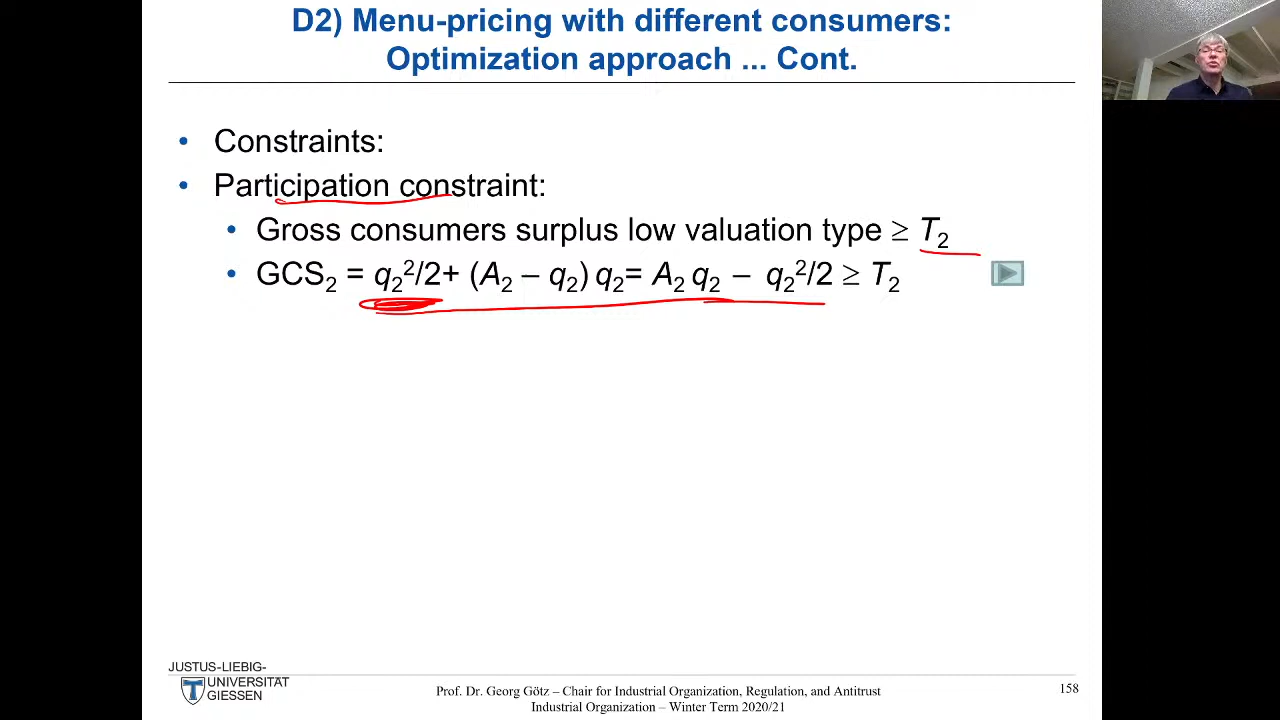 D2) Menu-pricing with different consumers:
Optimization approach ... Cont.
• Constraints:
• Participation constraint:
• Gross consumers surplus low valuation type ≥ T₂
• GCS₂ = q₂²/2+ (A₂ – q₂) q₂= A₂ q₂ – q₂²/2 ≥ T₂
JUSTUS-LIEBIG-
UNIVERSITÄT
GIESSEN
Prof. Dr. Georg Götz – Chair for Industrial Organization, Regulation, and Antitrust
Industrial Organization – Winter Term 2020/21
158